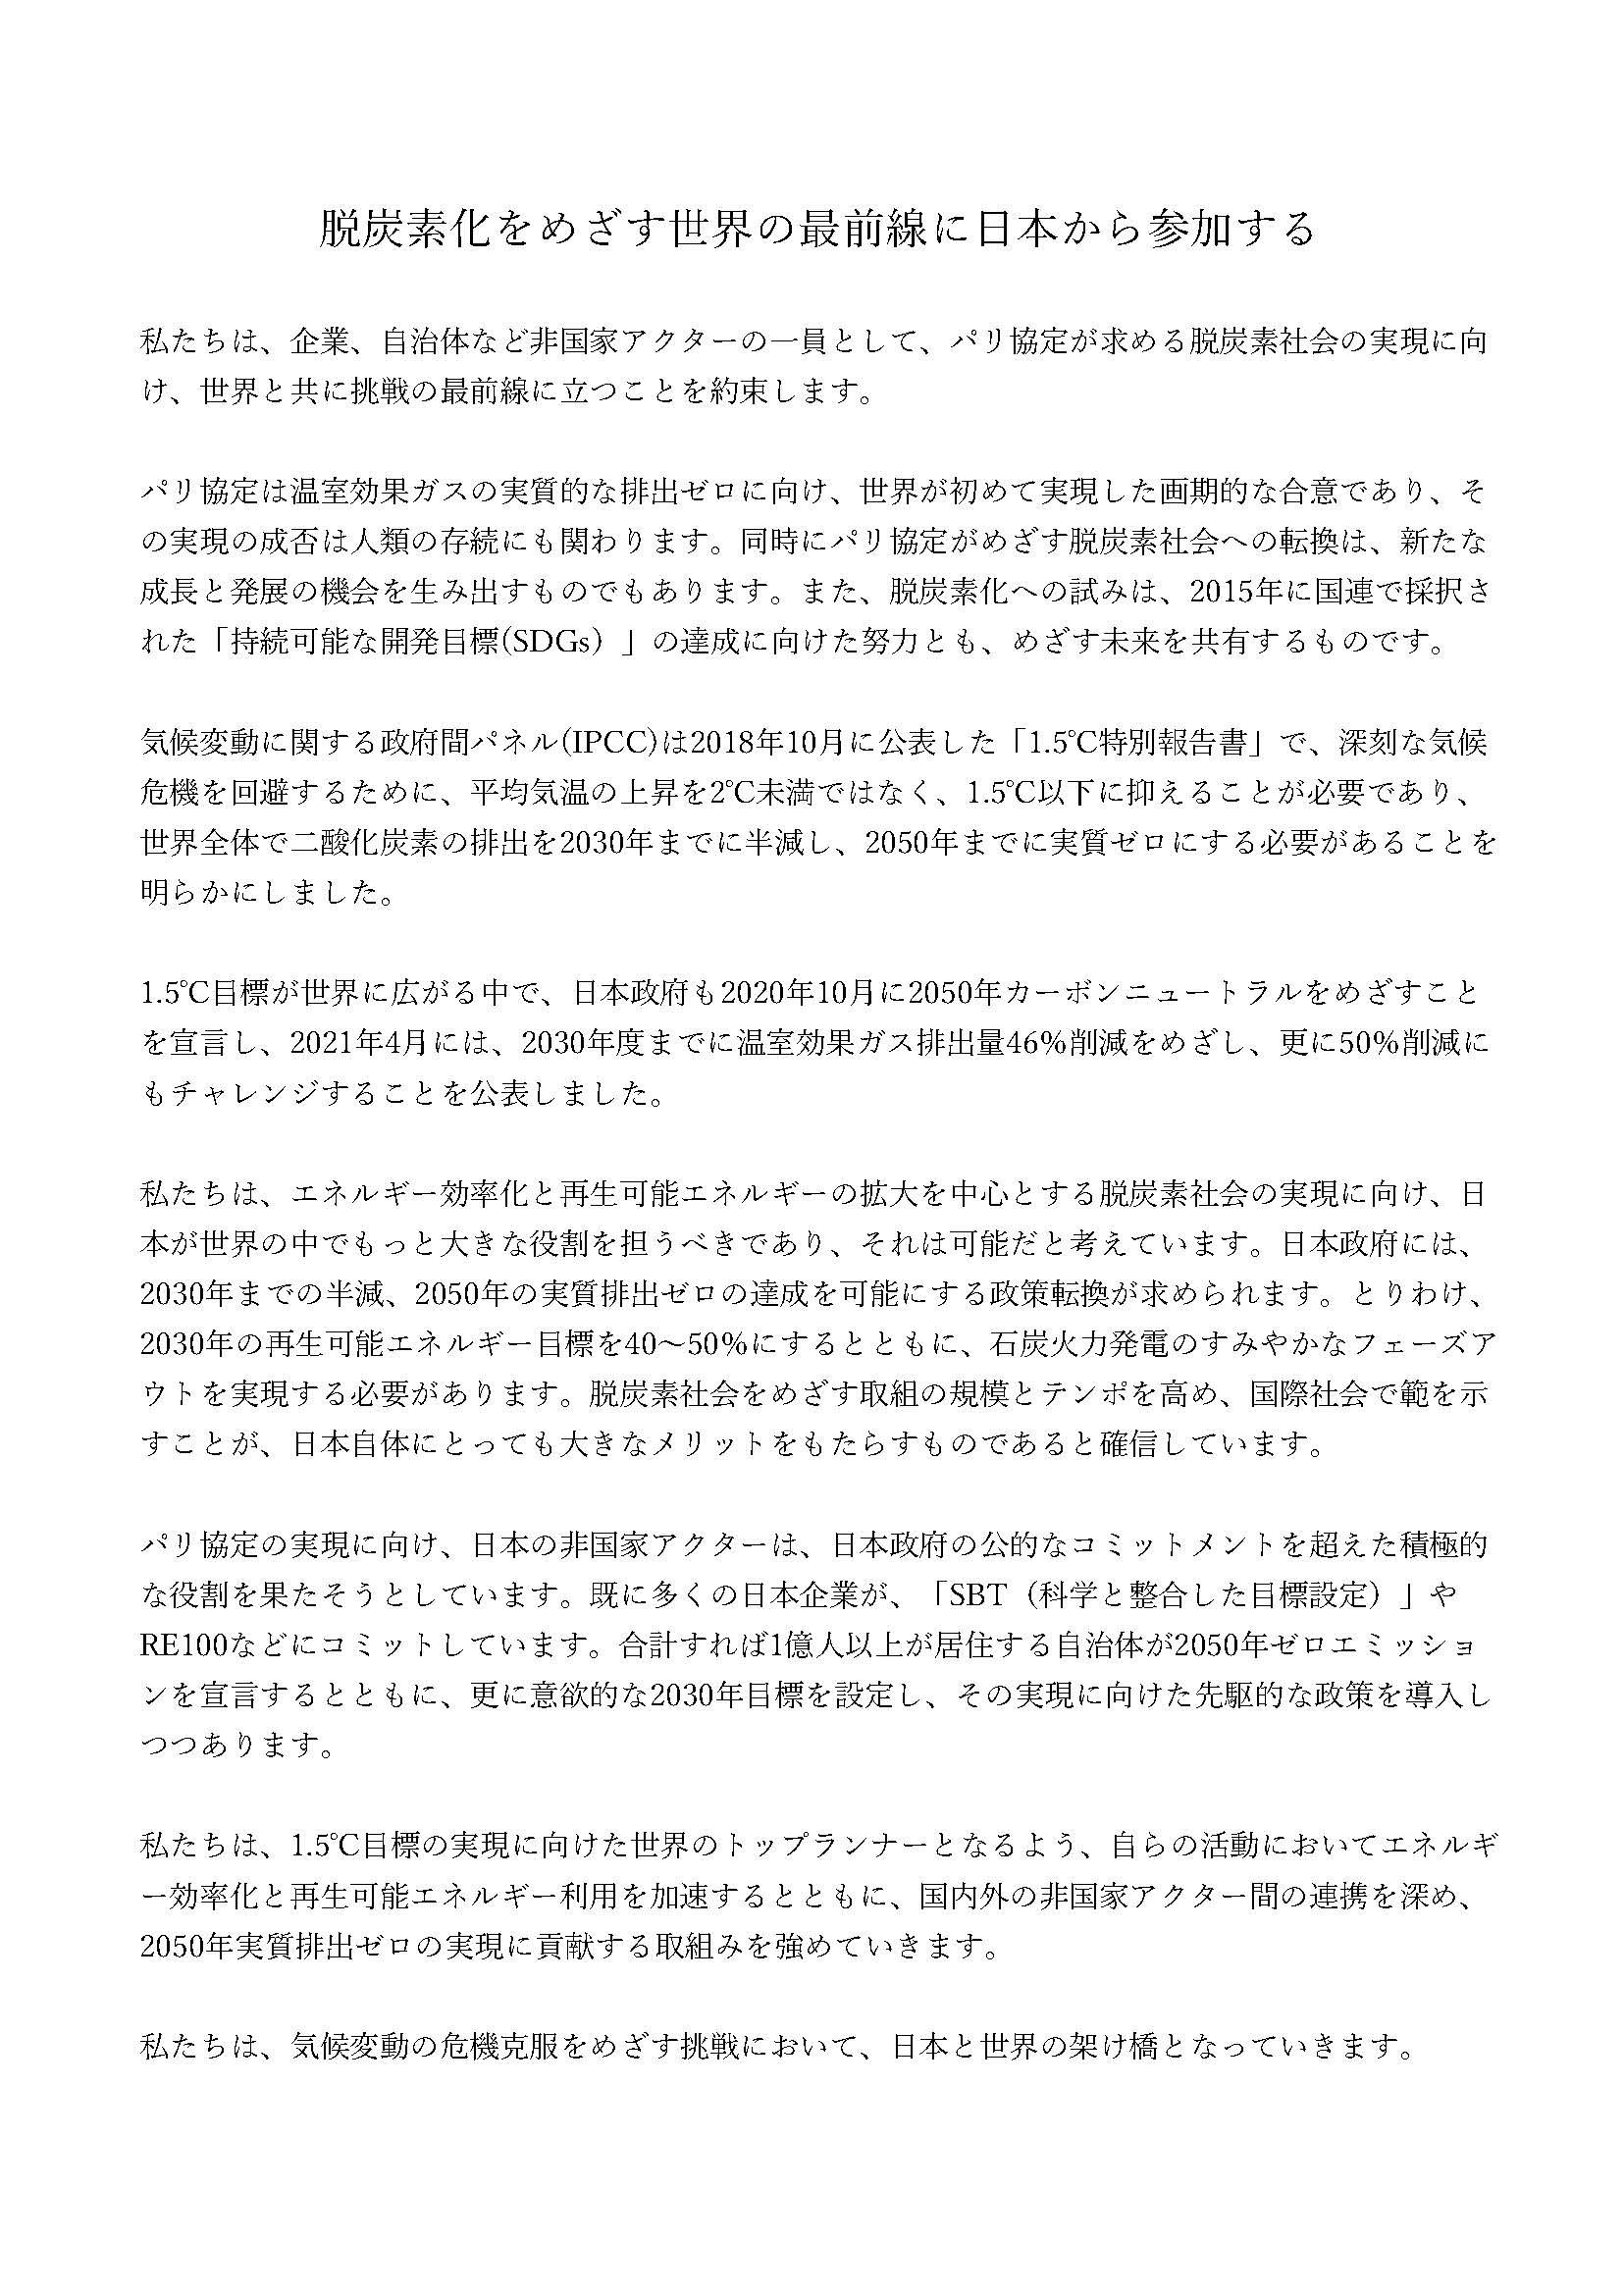 脱炭素化をめざす世界の最前線に日本から参加する
私たちは、企業、自治体など非国家アクターの一員として、パリ協定が求める脱炭素社会の実現に向
け、世界と共に挑戦の最前線に立つことを約束します。
パリ協定は温室効果ガスの実質的な排出ゼロに向け、世界が初めて実現した画期的な合意であり、そ
の実現の成否は人類の存続にも関わります。同時にパリ協定がめざす脱炭素社会への転換は、新たな
成長と発展の機会を生み出すものでもあります。また、脱炭素化への試みは、2015年に国連で採択さ
れた「持続可能な開発目標(SDGs）」の達成に向けた努力とも、めざす未来を共有するものです。
気候変動に関する政府間パネル(IPCC)は2018年10月に公表した「1.5℃特別報告書」で、深刻な気候
危機を回避するために、平均気温の上昇を2℃未満ではなく、1.5℃以下に抑えることが必要であり、
世界全体で二酸化炭素の排出を2030年までに半減し、2050年までに実質ゼロにする必要があることを
明らかにしました。
1.5℃目標が世界に広がる中で、日本政府も2020年10月に2050年カーボンニュートラルをめざすこと
を宣言し、2021年4月には、2030年度までに温室効果ガス排出量46%削減をめざし、更に50%削減に
もチャレンジすることを公表しました。
私たちは、エネルギー効率化と再生可能エネルギーの拡大を中心とする脱炭素社会の実現に向け、日
本が世界の中でもっと大きな役割を担うべきであり、それは可能だと考えています。日本政府には、
2030年までの半減、2050年の実質排出ゼロの達成を可能にする政策転換が求められます。とりわけ、
2030年の再生可能エネルギー目標を40〜50%にするとともに、石炭火力発電のすみやかなフェーズア
ウトを実現する必要があります。脱炭素社会をめざす取組の規模とテンポを高め、国際社会で範を示
すことが、日本自体にとっても大きなメリットをもたらすものであると確信しています。
パリ協定の実現に向け、日本の非国家アクターは、日本政府の公的なコミットメントを超えた積極的
な役割を果たそうとしています。既に多くの日本企業が、「SBT（科学と整合した目標設定）」や
RE100などにコミットしています。合計すれば1億人以上が居住する自治体が2050年ゼロエミッショ
ンを宣言するとともに、更に意欲的な2030年目標を設定し、その実現に向けた先駆的な政策を導入し
つつあります。
私たちは、1.5℃目標の実現に向けた世界のトップランナーとなるよう、自らの活動においてエネルギ
ー効率化と再生可能エネルギー利用を加速するとともに、国内外の非国家アクター間の連携を深め、
2050年実質排出ゼロの実現に貢献する取組みを強めていきます。
私たちは、気候変動の危機克服をめざす挑戦において、日本と世界の架け橋となっていきます。